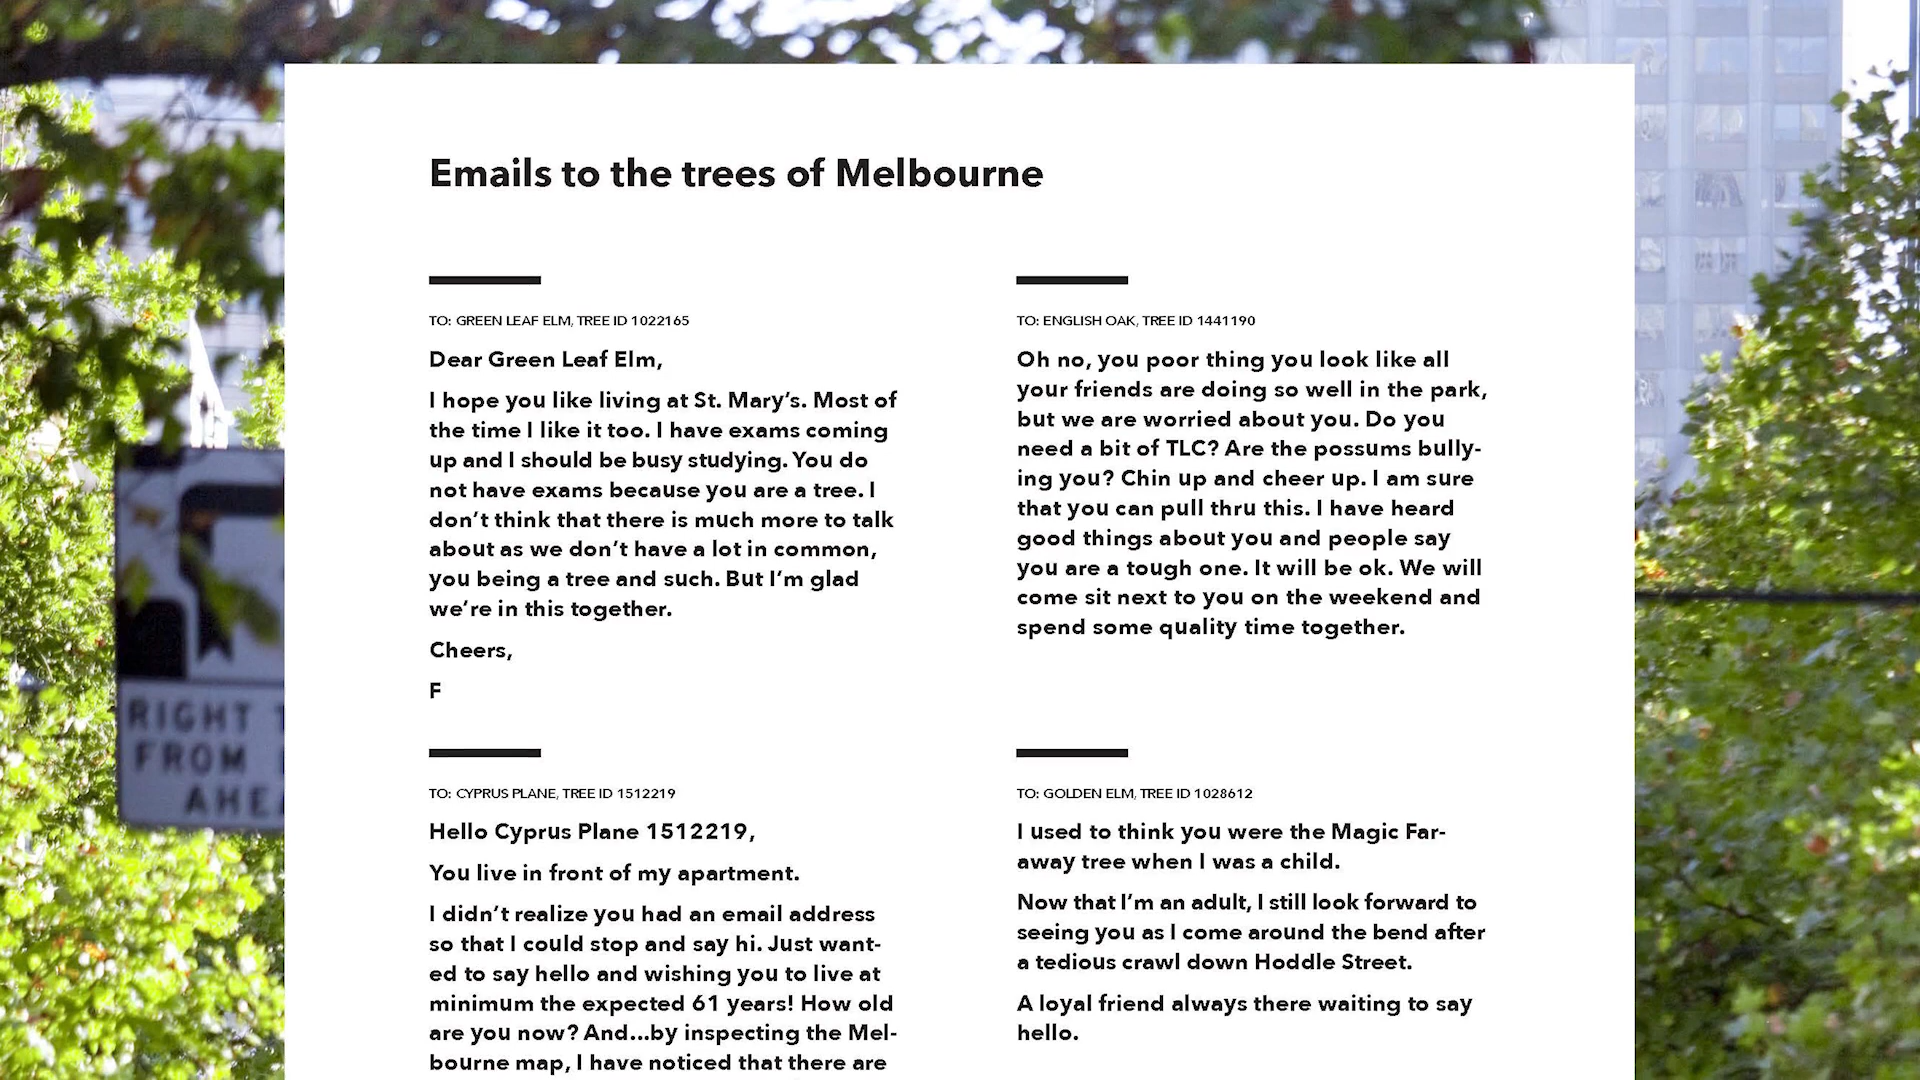 Emails to the trees of Melbourne
TO: GREEN LEAF ELM, TREE ID 1022165
Dear Green Leaf Elm,
I hope you like living at St. Mary's. Most of
the time I like it too. I have exams coming
up and I should be busy studying. You do
not have exams because you are a tree. I
don't think that there is much more to talk
about as we don't have a lot in common,
you being a tree and such. But I'm glad
we're in this together.
Cheers,
F
TO: CYPRUS PLANE, TREE ID 1512219
Hello Cyprus Plane 1512219,
You live in front of my apartment.
I didn't realize you had an email address
so that I could stop and say hi. Just want-
ed to say hello and wishing you to live at
minimum the expected 61 years! How old
are you now? And...by inspecting the Mel-
bourne map, I have noticed that there are
TO: ENGLISH OAK, TREE ID 1441190
Oh no, you poor thing you look like all
your friends are doing so well in the park,
but we are worried about you. Do you
need a bit of TLC? Are the possums bully-
ing you? Chin up and cheer up. I am sure
that you can pull thru this. I have heard
good things about you and people say
you are a tough one. It will be ok. We will
come sit next to you on the weekend and
spend some quality time together.
TO: GOLDEN ELM, TREE ID 1028612
I used to think you were the Magic Far-
away tree when I was a child.
Now that I'm an adult, I still look forward to
seeing you as I come around the bend after
a tedious crawl down Hoddle Street.
A loyal friend always there waiting to say
hello.
RIGHT
FROM